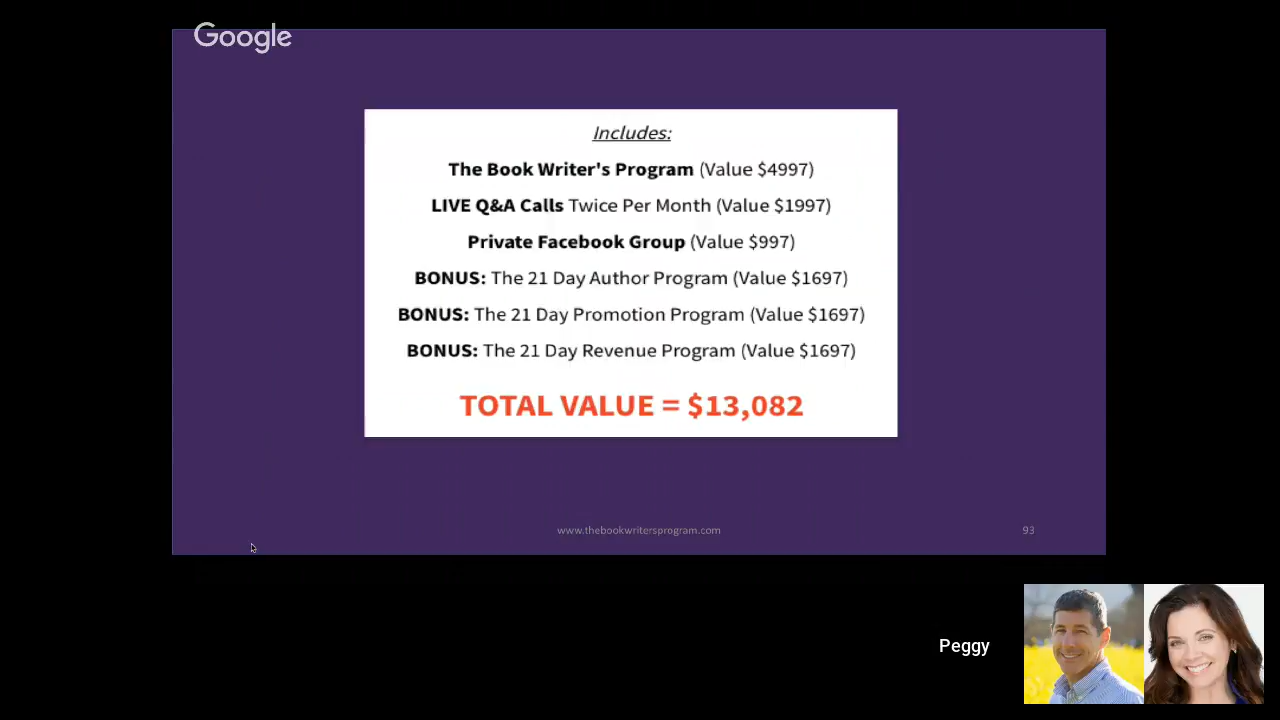 Google
Includes:
The Book Writer's Program (Value $4997)
LIVE Q&A Calls Twice Per Month (Value $1997)
Private Facebook Group (Value $997)
BONUS: The 21 Day Author Program (Value $1697)
BONUS: The 21 Day Promotion Program (Value $1697)
BONUS: The 21 Day Revenue Program (Value $1697)
TOTAL VALUE = $13,082
www.thebookwritersprogram.com
93
Peggy